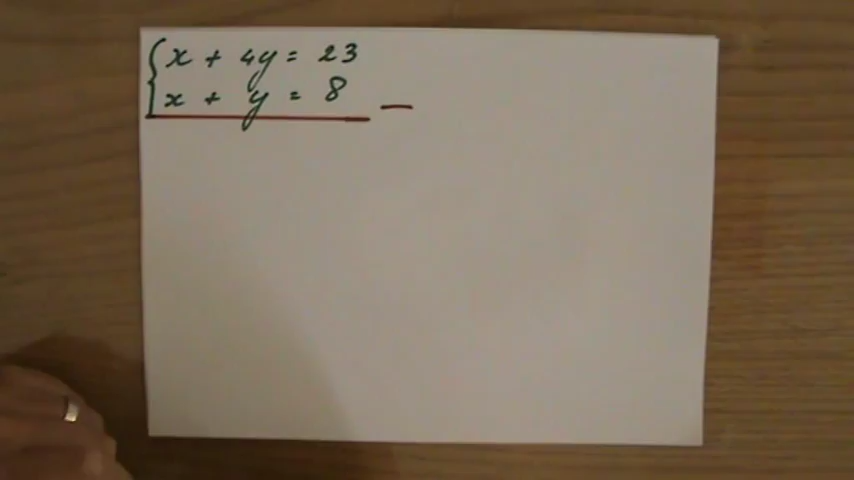 x + 4y = 23
x + y = 8 —